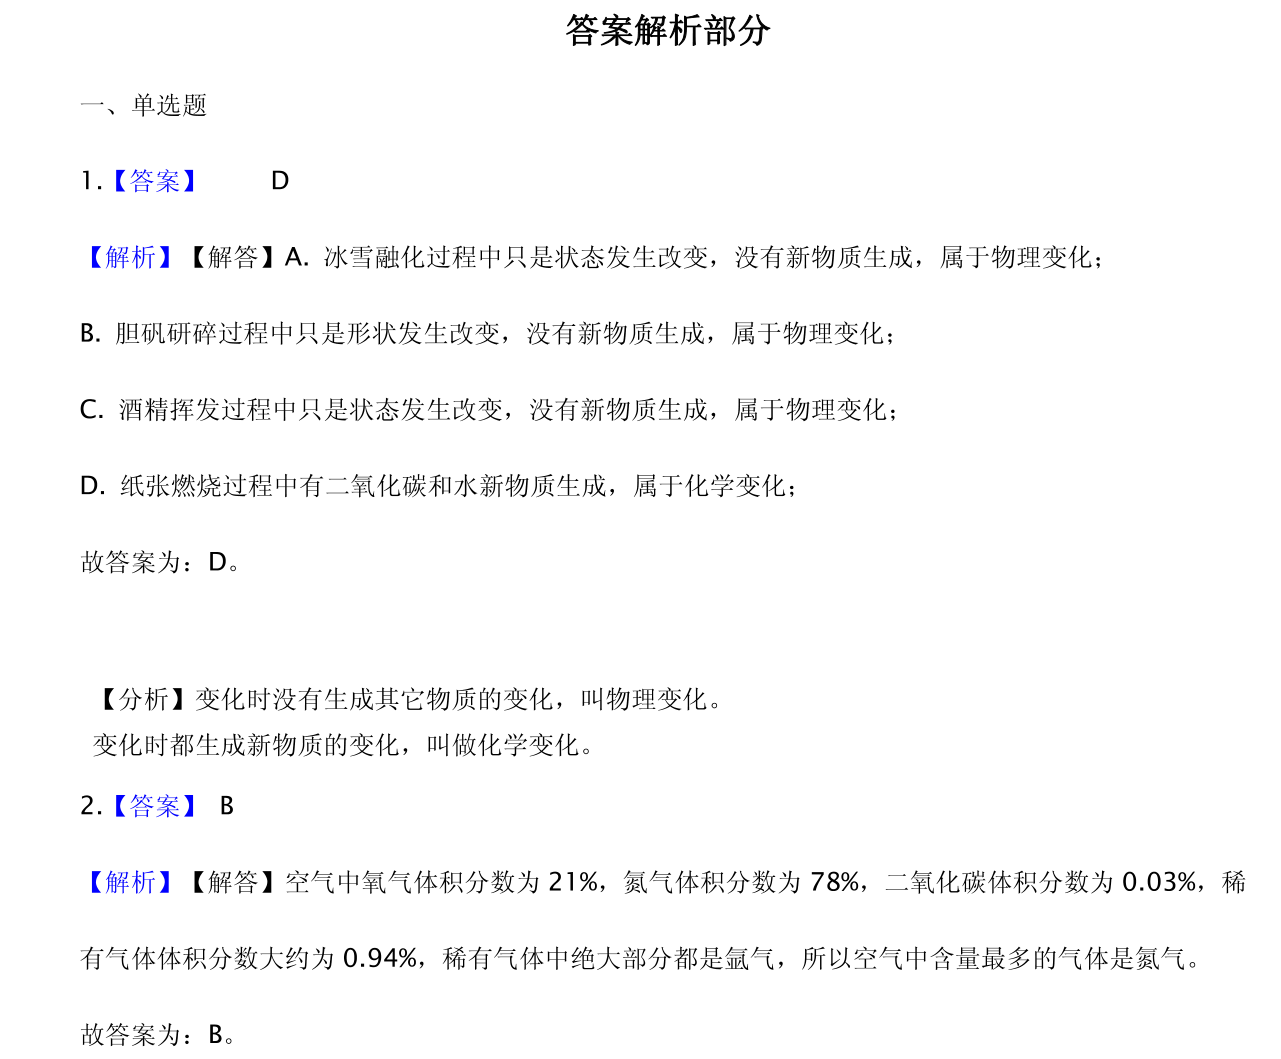 答案解析部分
一、单选题
1.【答案】 D
【解析】【解答】A. 冰雪融化过程中只是状态发生改变，没有新物质生成，属于物理变化；
B. 胆矾研碎过程中只是形状发生改变，没有新物质生成，属于物理变化；
C. 酒精挥发过程中只是状态发生改变，没有新物质生成，属于物理变化；
D. 纸张燃烧过程中有二氧化碳和水新物质生成，属于化学变化；
故答案为：D。
【分析】变化时没有生成其它物质的变化，叫物理变化。
变化时都生成新物质的变化，叫做化学变化。
2.【答案】 B
【解析】【解答】空气中氧气体积分数为 21%，氮气体积分数为 78%，二氧化碳体积分数为 0.03%，稀
有气体体积分数大约为 0.94%，稀有气体中绝大部分都是氩气，所以空气中含量最多的气体是氮气。
故答案为：B。